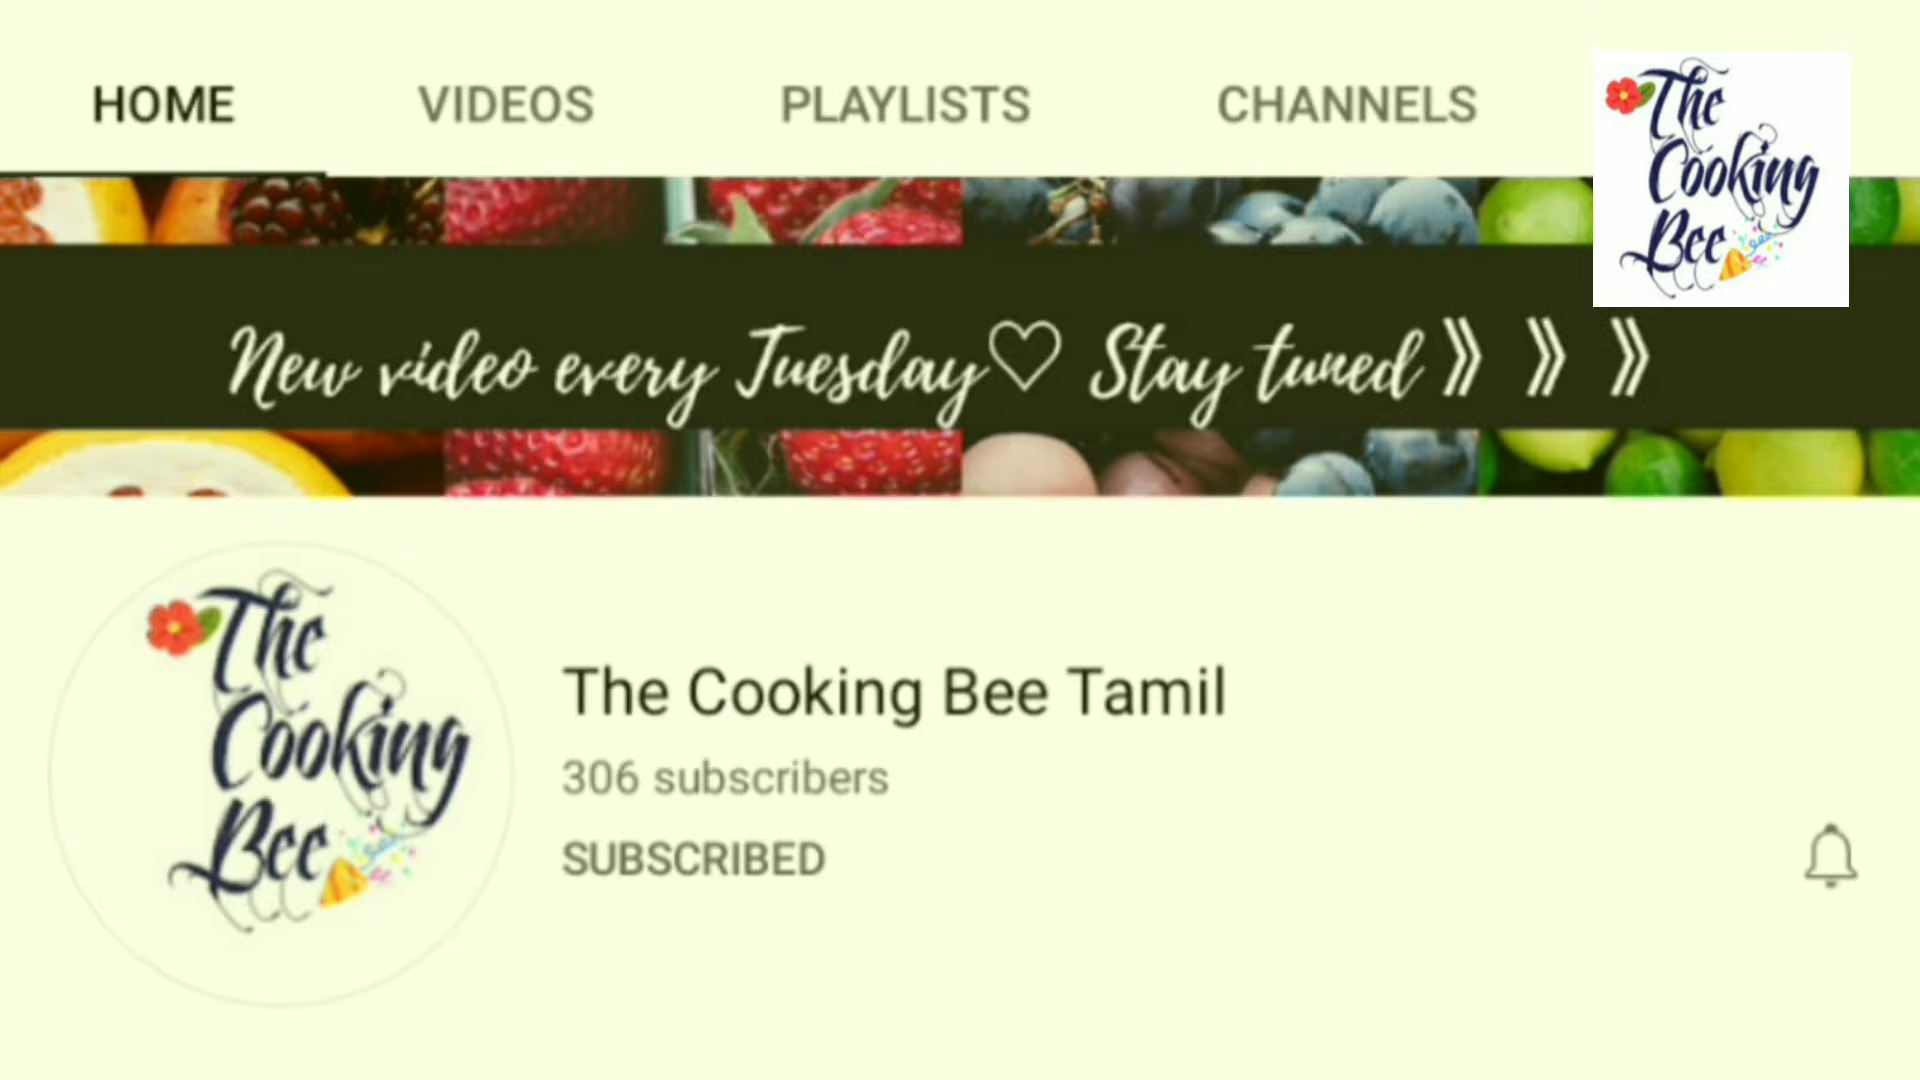 HOME VIDEOS PLAYLISTS CHANNELS
The
Cooking
Bee
New video every Tuesday♡ Stay tuned》 》 》
The
Cooking
Bee
The Cooking Bee Tamil
306 subscribers
SUBSCRIBED